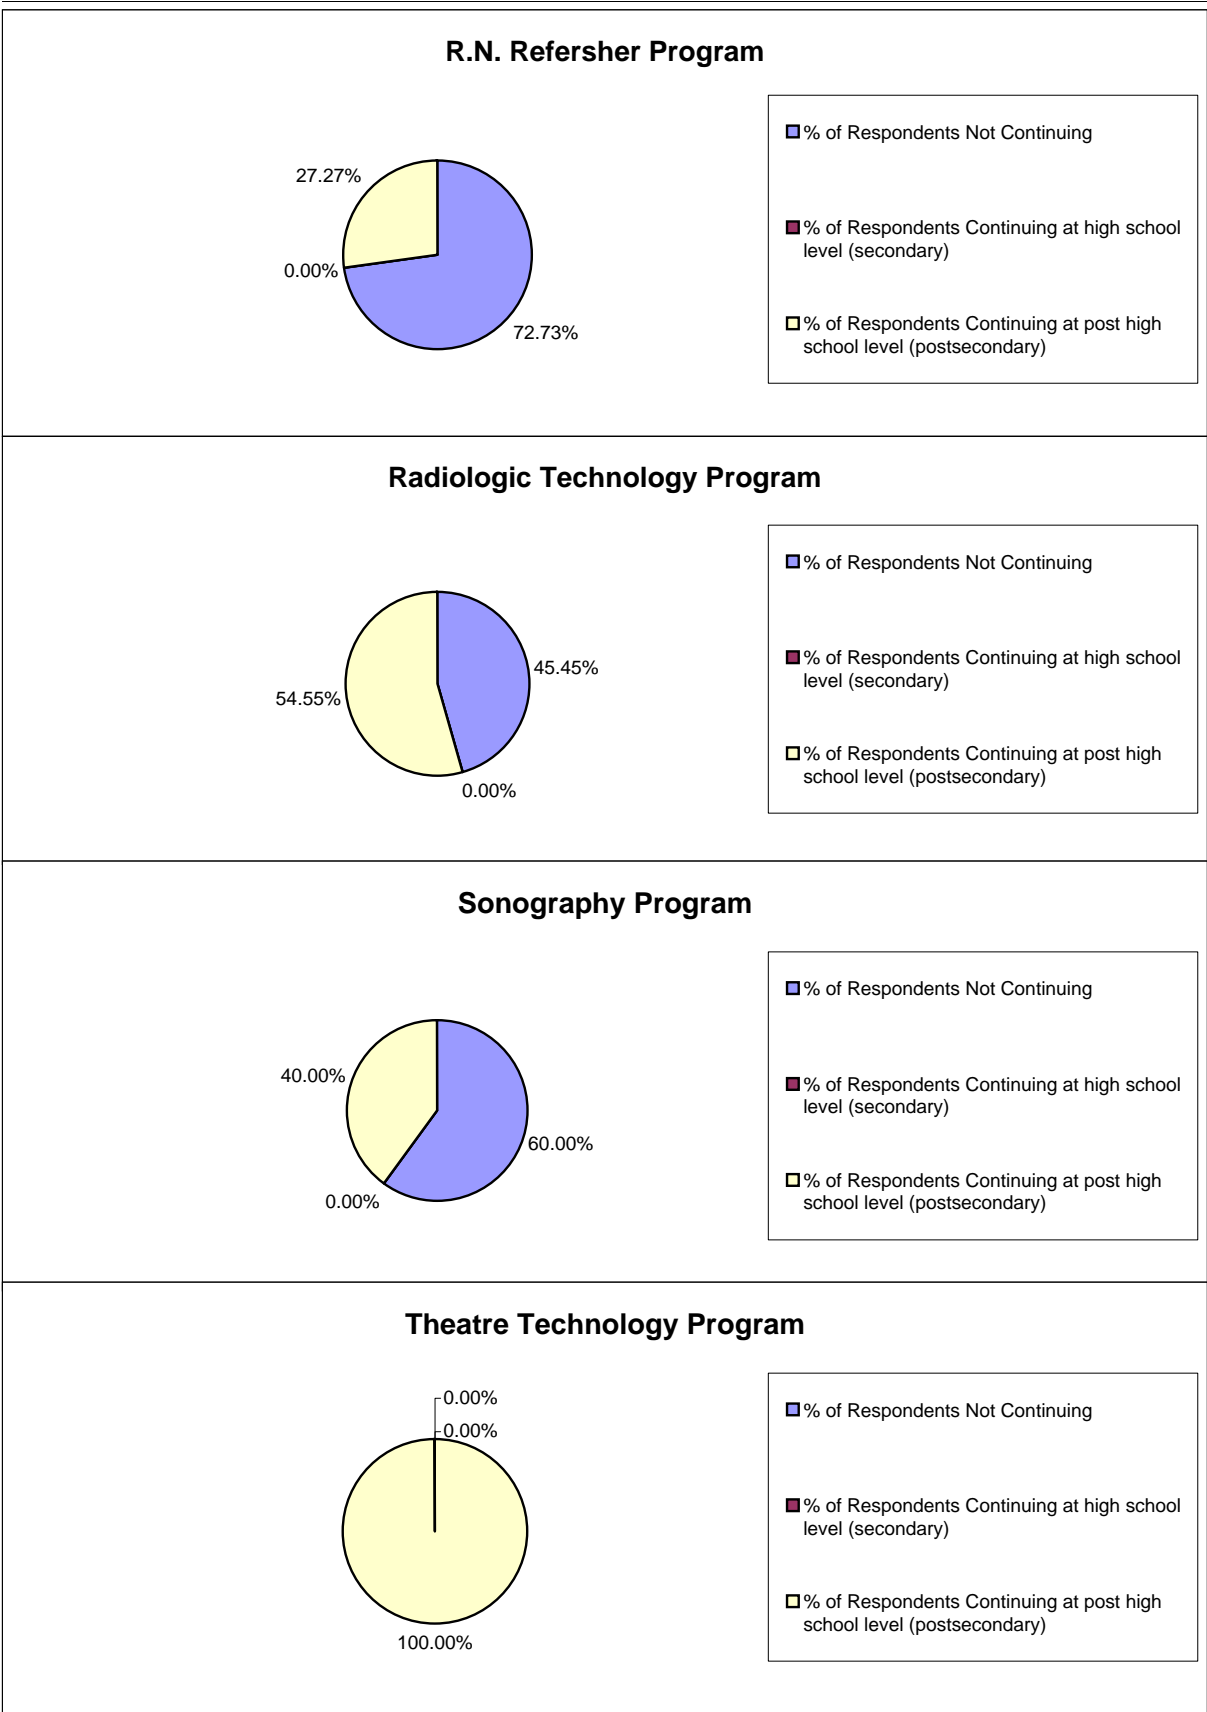 R.N. Refersher Program
27.27%
0.00%
72.73%
% of Respondents Not Continuing
% of Respondents Continuing at high school
level (secondary)
% of Respondents Continuing at post high
school level (postsecondary)
Radiologic Technology Program
45.45%
54.55%
0.00%
% of Respondents Not Continuing
% of Respondents Continuing at high school
level (secondary)
% of Respondents Continuing at post high
school level (postsecondary)
Sonography Program
40.00%
60.00%
0.00%
% of Respondents Not Continuing
% of Respondents Continuing at high school
level (secondary)
% of Respondents Continuing at post high
school level (postsecondary)
Theatre Technology Program
0.00%
0.00%
100.00%
% of Respondents Not Continuing
% of Respondents Continuing at high school
level (secondary)
% of Respondents Continuing at post high
school level (postsecondary)